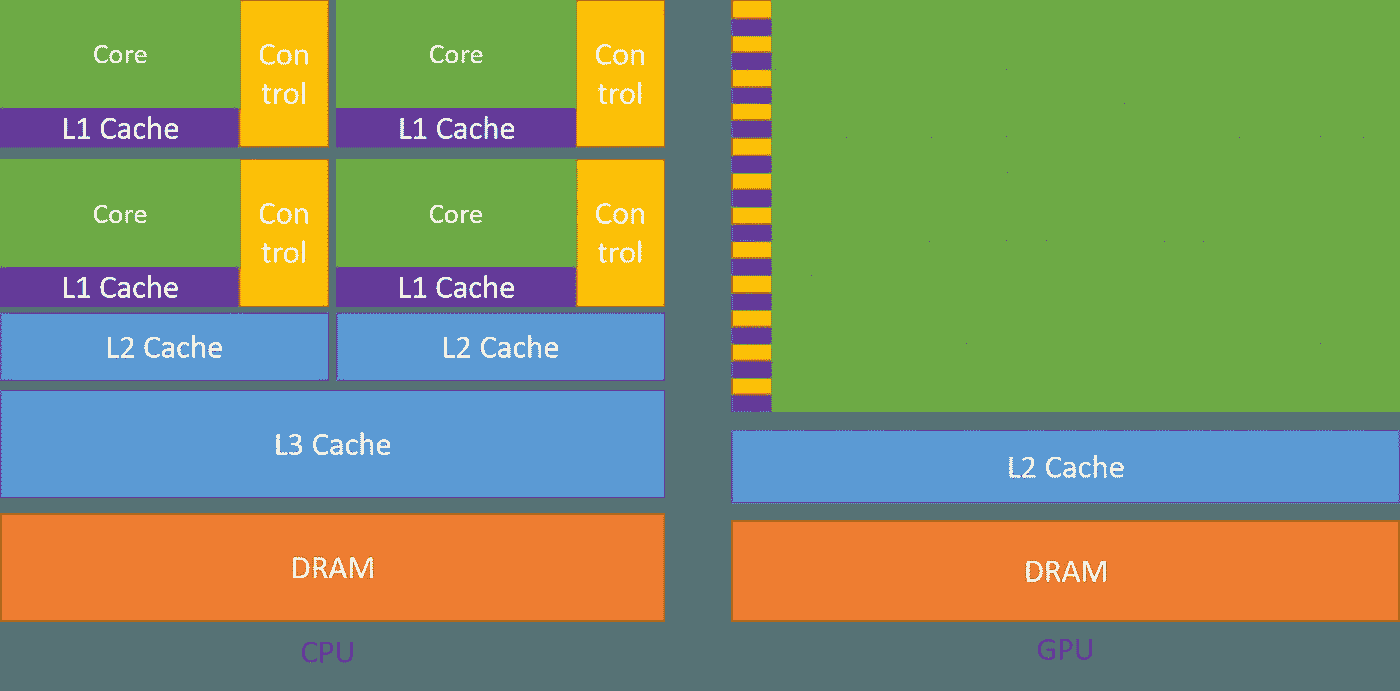 Core
Con
trol
L1 Cache
Core
Con
trol
L1 Cache
Core
Con
trol
L1 Cache
Core
Con
trol
L1 Cache
L2 Cache
L2 Cache
L3 Cache
DRAM
CPU
L2 Cache
DRAM
GPU